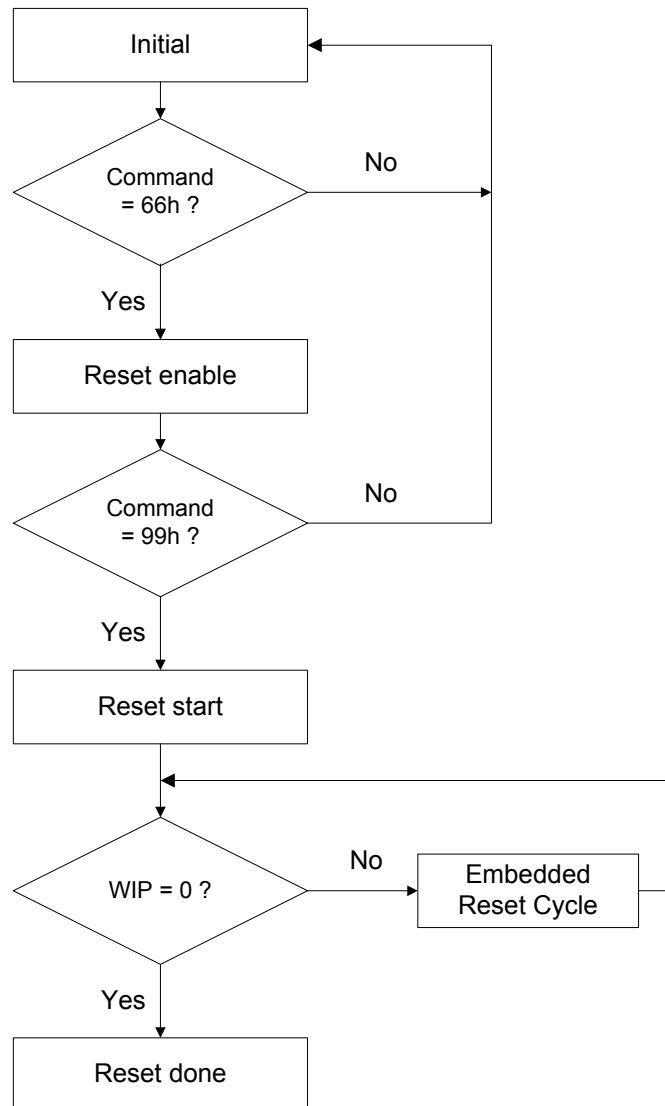 Initial
Command
= 66h ?
No
Yes
Reset enable
Command
= 99h ?
No
Yes
Reset start
WIP = 0 ?
No
Embedded
Reset Cycle
Yes
Reset done